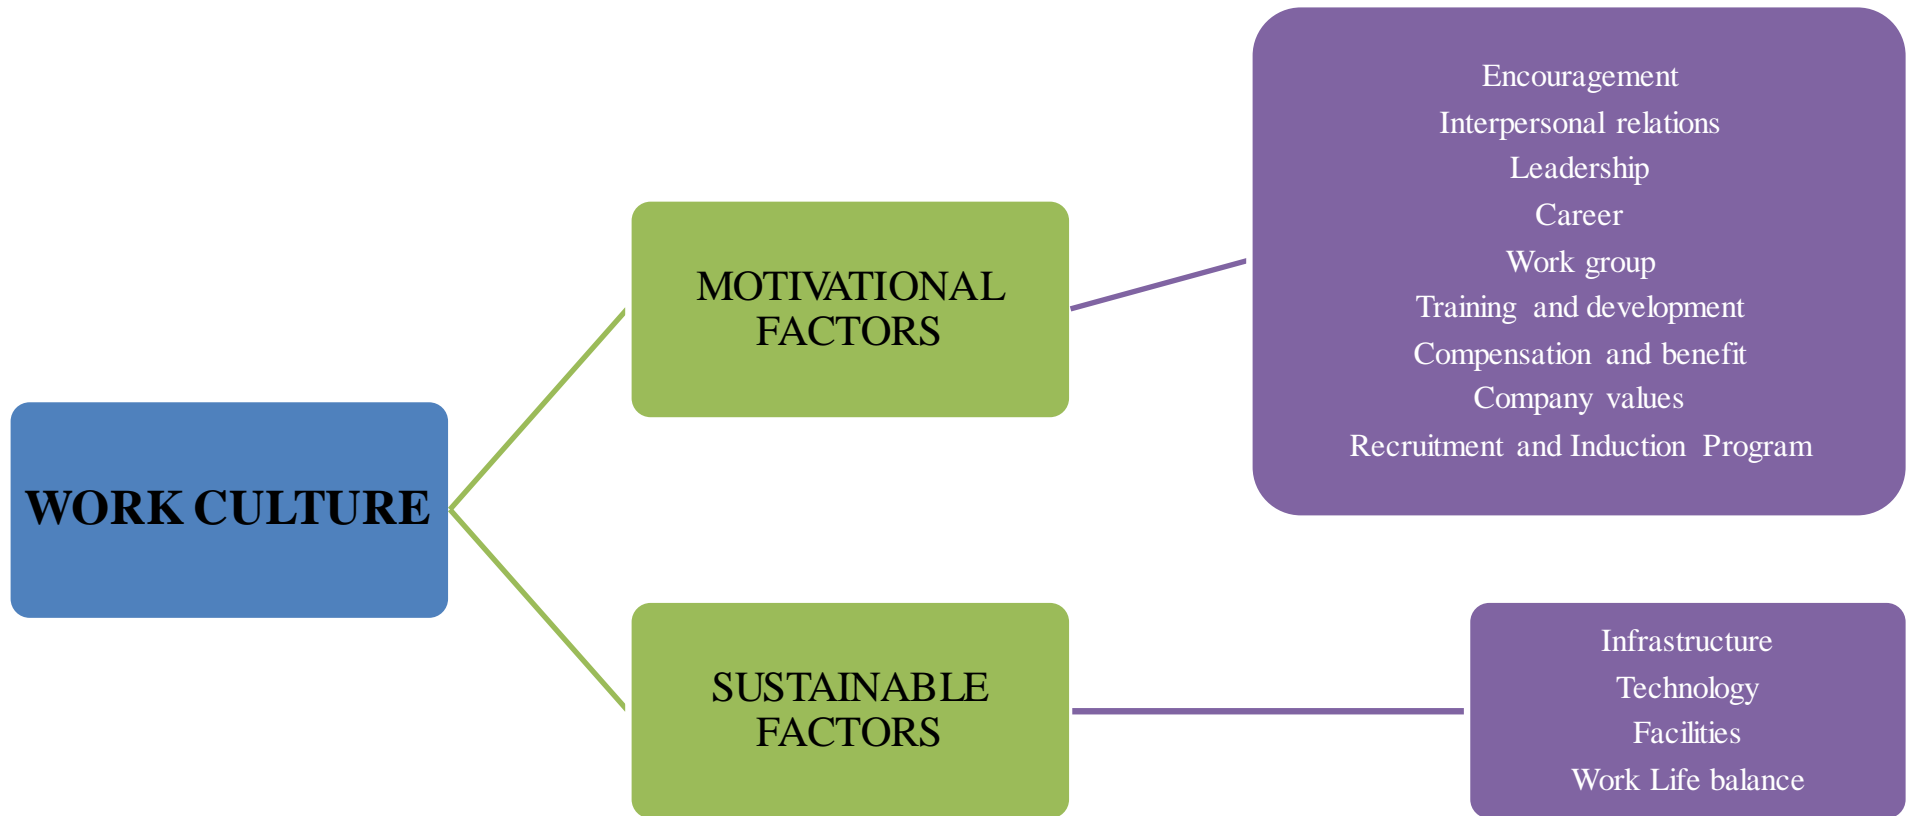 WORK CULTURE
MOTIVATIONAL
FACTORS
Encouragement
Interpersonal relations
Leadership
Career
Work group
Training and development
Compensation and benefit
Company values
Recruitment and Induction Program
SUSTAINABLE
FACTORS
Infrastructure
Technology
Facilities
Work Life balance